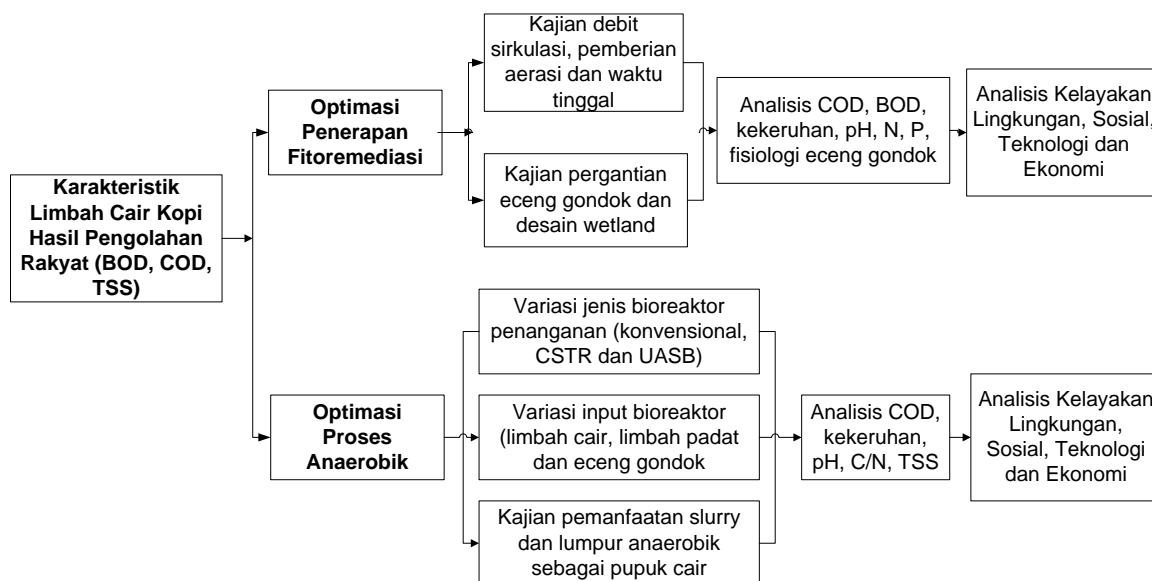 Karakteristik
Limbah Cair Kopi
Hasil Pengolahan
Rakyat (BOD, COD,
TSS)
Optimasi
Penerapan
Fitoremediasi
Kajian debit
sirkulasi, pemberian
aerasi dan waktu
tinggal
Kajian pergantian
eceng gondok dan
desain wetland
Analisis COD, BOD,
kekeruhan, pH, N, P,
fisiologi eceng gondok
Analisis Kelayakan
Lingkungan, Sosial,
Teknologi dan
Ekonomi
Optimasi
Proses
Anaerobik
Variasi jenis bioreaktor
penanganan (konvensional,
CSTR dan UASB)
Variasi input bioreaktor
(limbah cair, limbah padat
dan eceng gondok
Kajian pemanfaatan slurry
dan lumpur anaerobik
sebagai pupuk cair
Analisis COD,
kekeruhan,
pH, C/N, TSS
Analisis Kelayakan
Lingkungan,
Sosial, Teknologi
dan Ekonomi